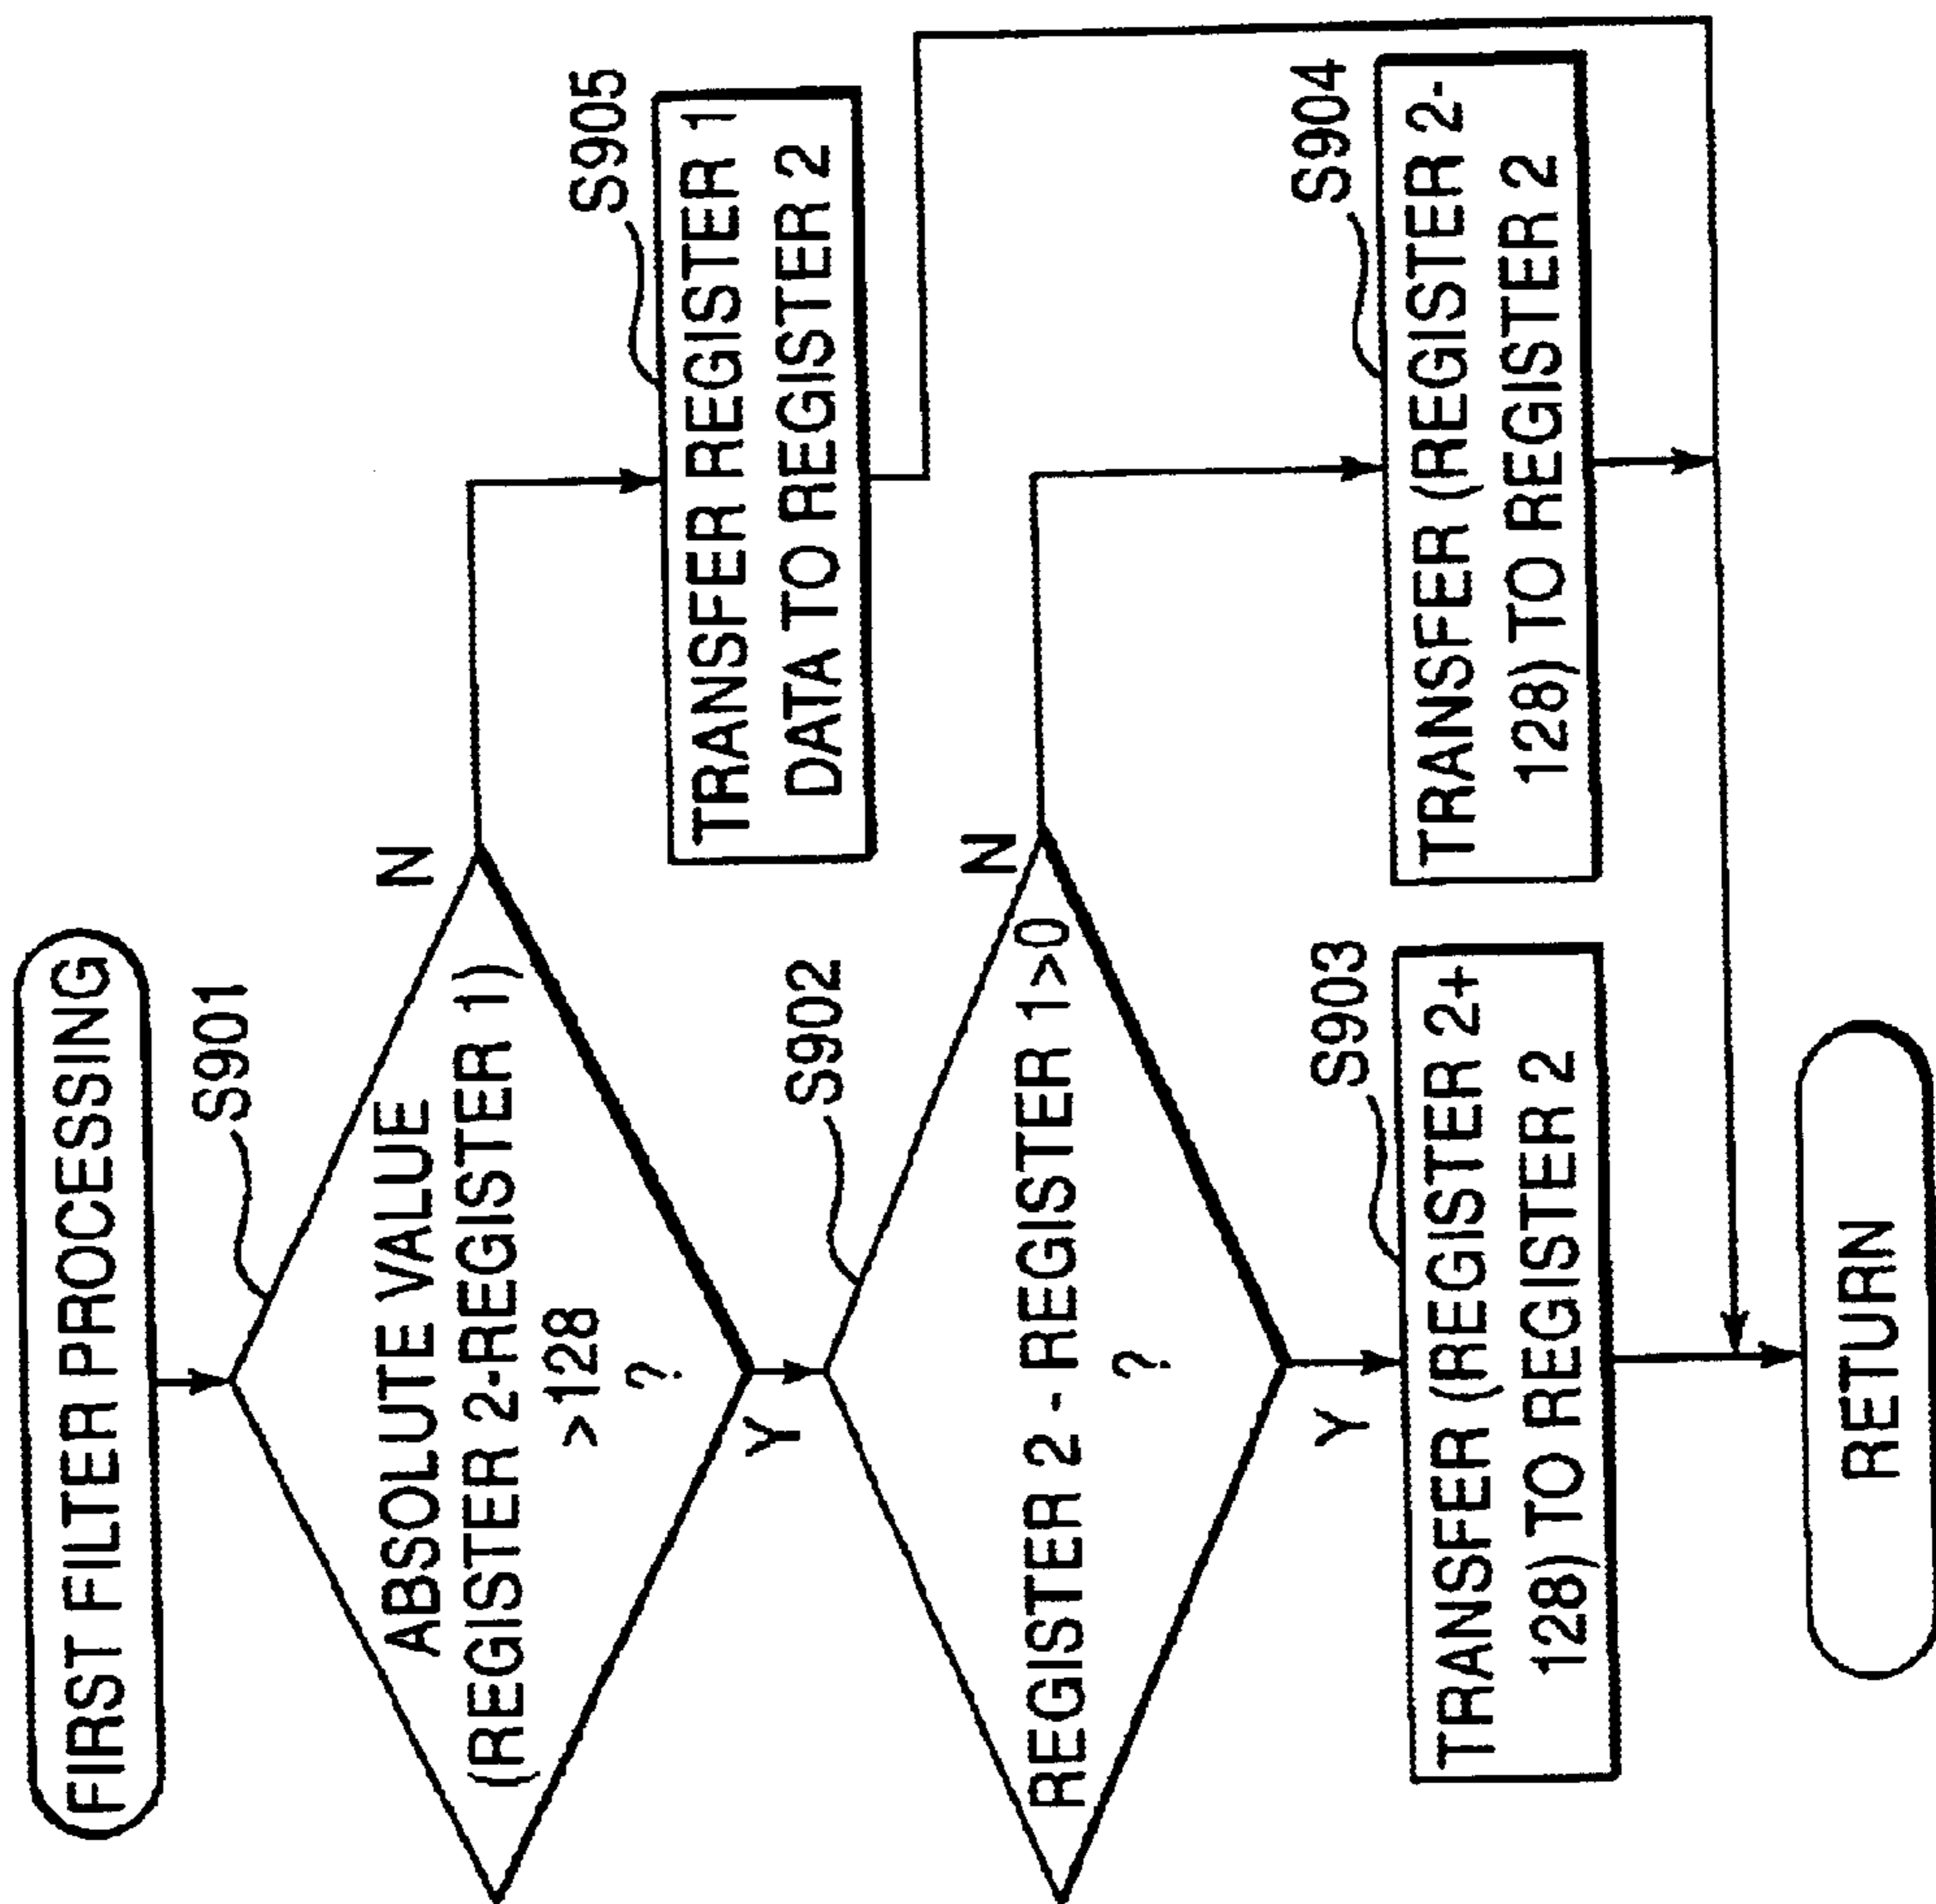 FIRST FILTER PROCESSING
S901
ABSOLUTE VALUE
(REGISTER 2-REGISTER 1)
>128
?
N
Y
S905
TRANSFER REGISTER 1
DATA TO REGISTER 2
S902
REGISTER 2 - REGISTER 1>0
?
N
Y
S903
TRANSFER (REGISTER 2+
128) TO REGISTER 2
S904
TRANSFER (REGISTER 2-
128) TO REGISTER 2
RETURN